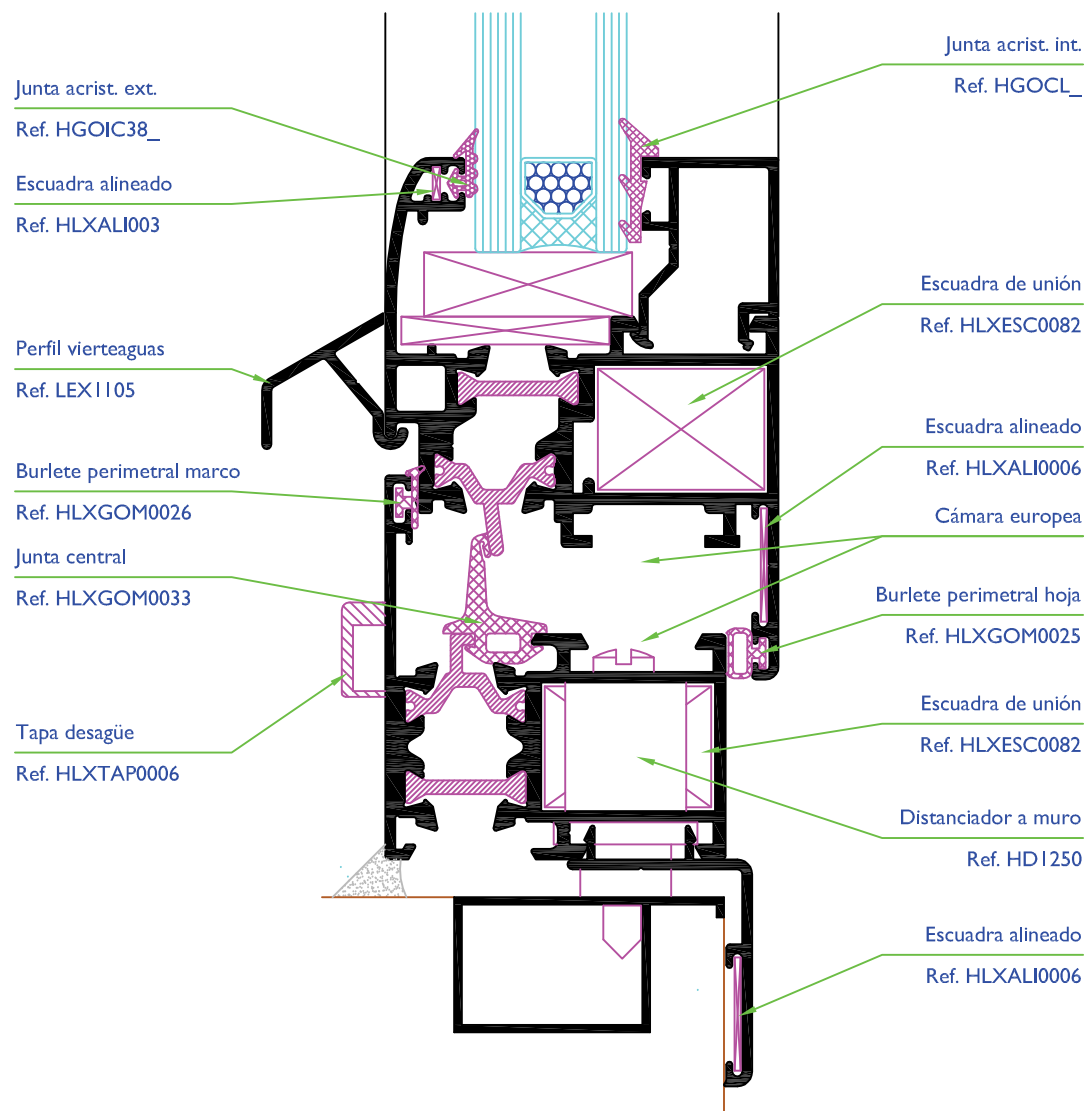 Junta acrist. ext.
Ref. HGOIC38_
Escuadra alineado
Ref. HLXALI003
Perfil vierteaguas
Ref. LEX1105
Burlete perimetral marco
Ref. HLXGOM0026
Junta central
Ref. HLXGOM0033
Tapa desagüe
Ref. HLXTAP0006
Junta acrist. int.
Ref. HGOCL_
Escuadra de unión
Ref. HLXESC0082
Escuadra alineado
Ref. HLXALI0006
Cámara europea
Burlete perimetral hoja
Ref. HLXGOM0025
Escuadra de unión
Ref. HLXESC0082
Distanciador a muro
Ref. HD1250
Escuadra alineado
Ref. HLXALI0006